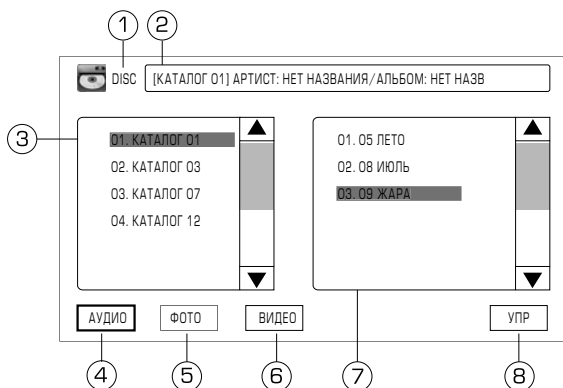 1 2
DISC [КАТАЛОГ 01] АРТИСТ: НЕТ НАЗВАНИЯ/АЛЬБОМ: НЕТ НАЗВ
3
01. КАТАЛОГ 01
02. КАТАЛОГ 03
03. КАТАЛОГ 07
04. КАТАЛОГ 12
01. 05 ЛЕТО
02. 08 ИЮЛЬ
03. 09 ЖАРА
АУДИО ФОТО ВИДЕО УПР
4 5 6 7 8